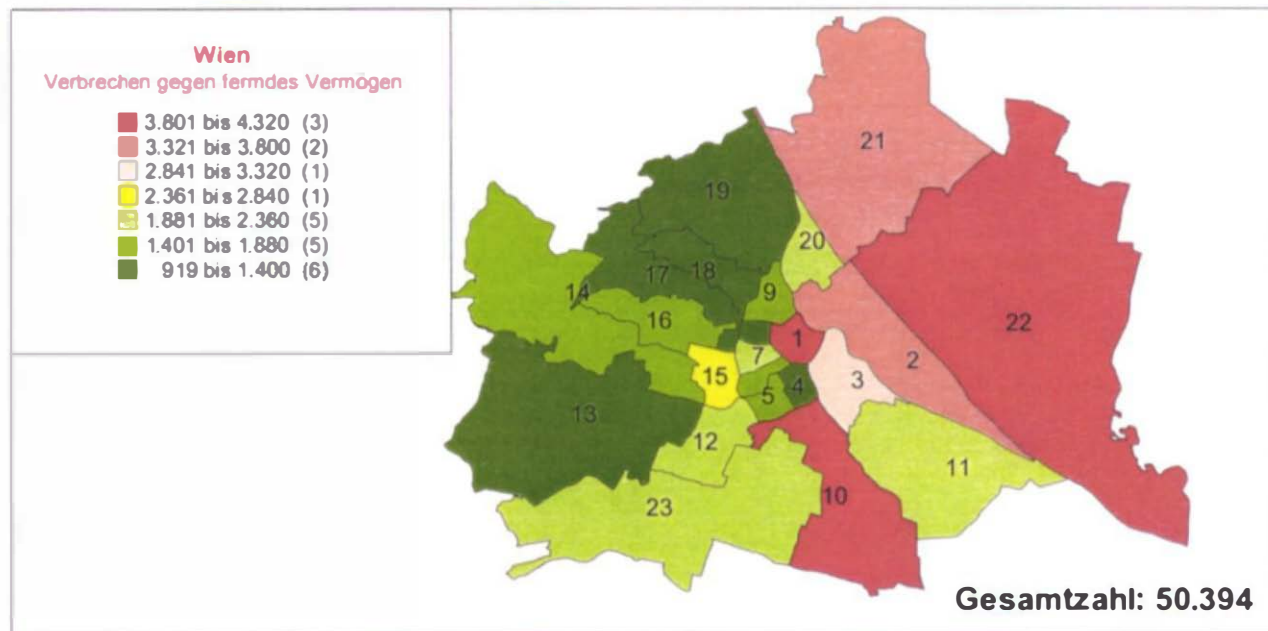 Wien
Verbrechen gegen fermdes Vermögen
3.801 bis 4.320 (3)
3.321 bis 3.800 (2)
2.841 bis 3.320 (1)
2.361 bis 2.840 (1)
1.881 bis 2.360 (5)
1.401 bis 1.880 (5)
919 bis 1.400 (6)
21
19
20
17
18
9
14
16
22
1
7
2
15
3
4
5
13
12
11
10
23
Gesamtzahl: 50.394